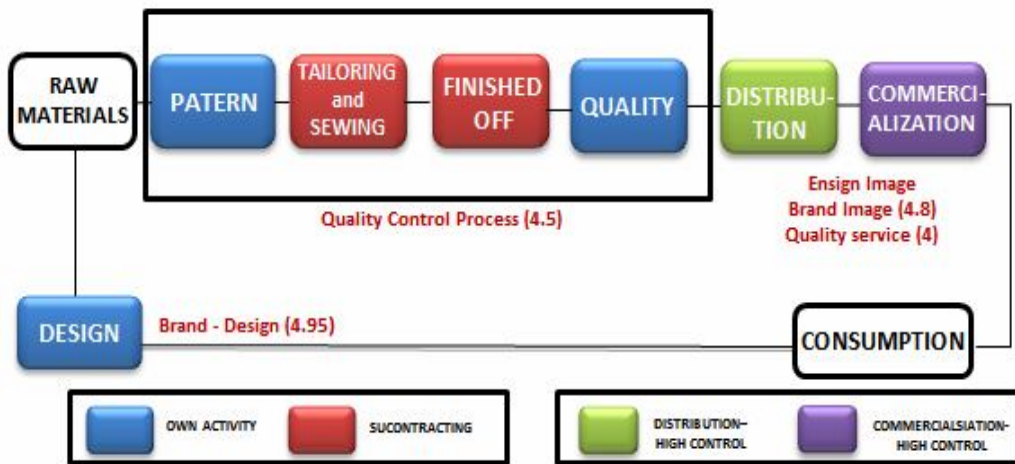 RAW
MATERIALS
PATERN
TAILORING
and
SEWING
FINISHED
OFF
QUALITY
DISTRIBU-
TION
COMMERCI-
ALIZATION
Quality Control Process (4.5)
Ensign Image
Brand Image (4.8)
Quality service (4)
DESIGN
Brand - Design (4.95)
CONSUMPTION
OWN ACTIVITY
SUCONTRACTING
DISTRIBUTION–
HIGH CONTROL
COMMERCIALSIATION-
HIGH CONTROL